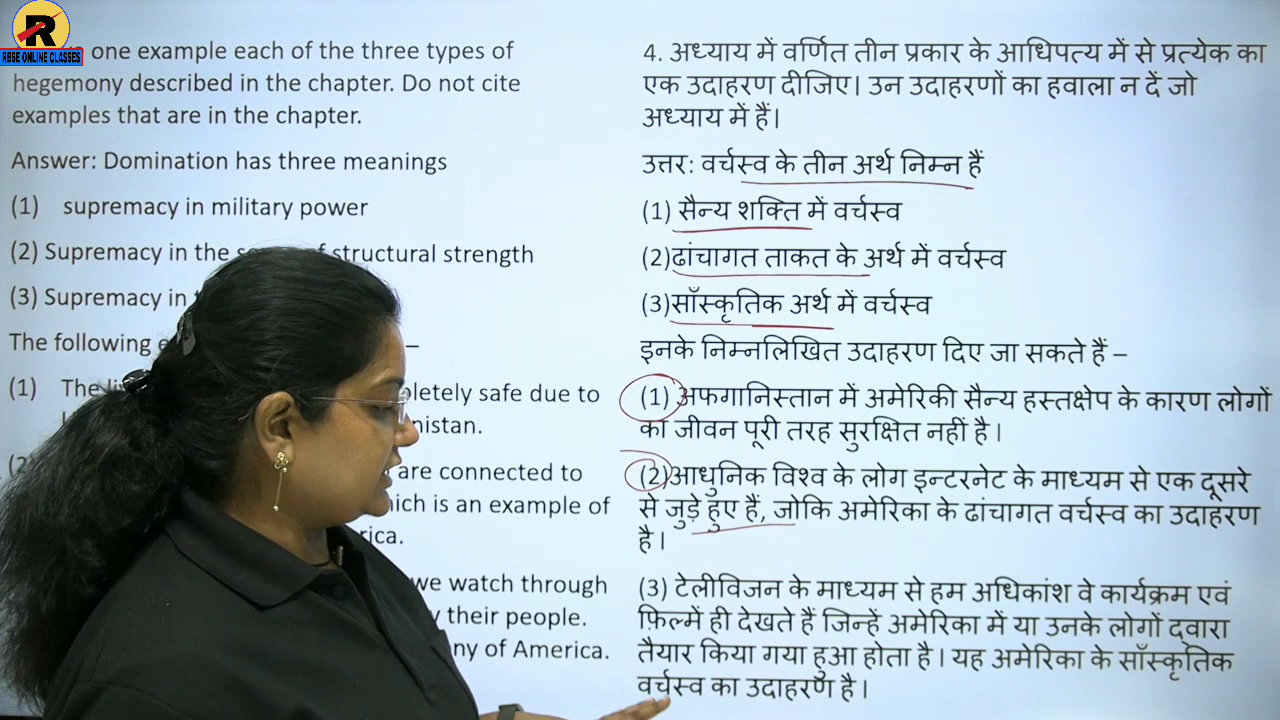 R
RBSE ONLINE CLASSES
one example each of the three types of
hegemony described in the chapter. Do not cite
examples that are in the chapter.
Answer: Domination has three meanings
(1) supremacy in military power
(2) Supremacy in the structural strength
(3) Supremacy in
The following
(1) The completely safe due to
(2 are connected to
which is an example of
we watch through
their people.
of America.
4. अध्याय में वर्णित तीन प्रकार के आधिपत्य में से प्रत्येक का
एक उदाहरण दीजिए। उन उदाहरणों का हवाला न दें जो
अध्याय में हैं।
उत्तर: वर्चस्व के तीन अर्थ निम्न हैं
(1) सैन्य शक्ति में वर्चस्व
(2)ढांचागत ताकत के अर्थ में वर्चस्व
(3)साँस्कृतिक अर्थ में वर्चस्व
इनके निम्नलिखित उदाहरण दिए जा सकते हैं –
(1) अफगानिस्तान में अमेरिकी सैन्य हस्तक्षेप के कारण लोगों
का जीवन पूरी तरह सुरक्षित नहीं है।
(2)आधुनिक विश्व के लोग इन्टरनेट के माध्यम से एक दूसरे
से जुड़े हुए हैं, जोकि अमेरिका के ढांचागत वर्चस्व का उदाहरण
है।
(3) टेलीविजन के माध्यम से हम अधिकांश वे कार्यक्रम एवं
फ़िल्में ही देखते हैं जिन्हें अमेरिका में या उनके लोगों द्वारा
तैयार किया गया हुआ होता है। यह अमेरिका के साँस्कृतिक
वर्चस्व का उदाहरण है।